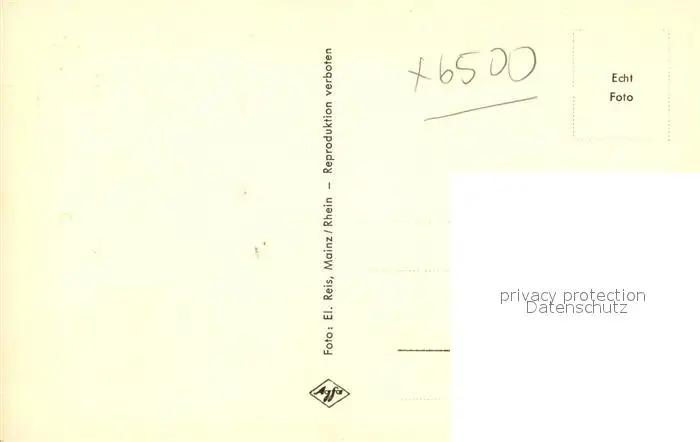 x6500
Echt
Foto
Foto: El. Reis, Mainz/Rhein – Reproduktion verboten
Agfa
privacy protection
Datenschutz